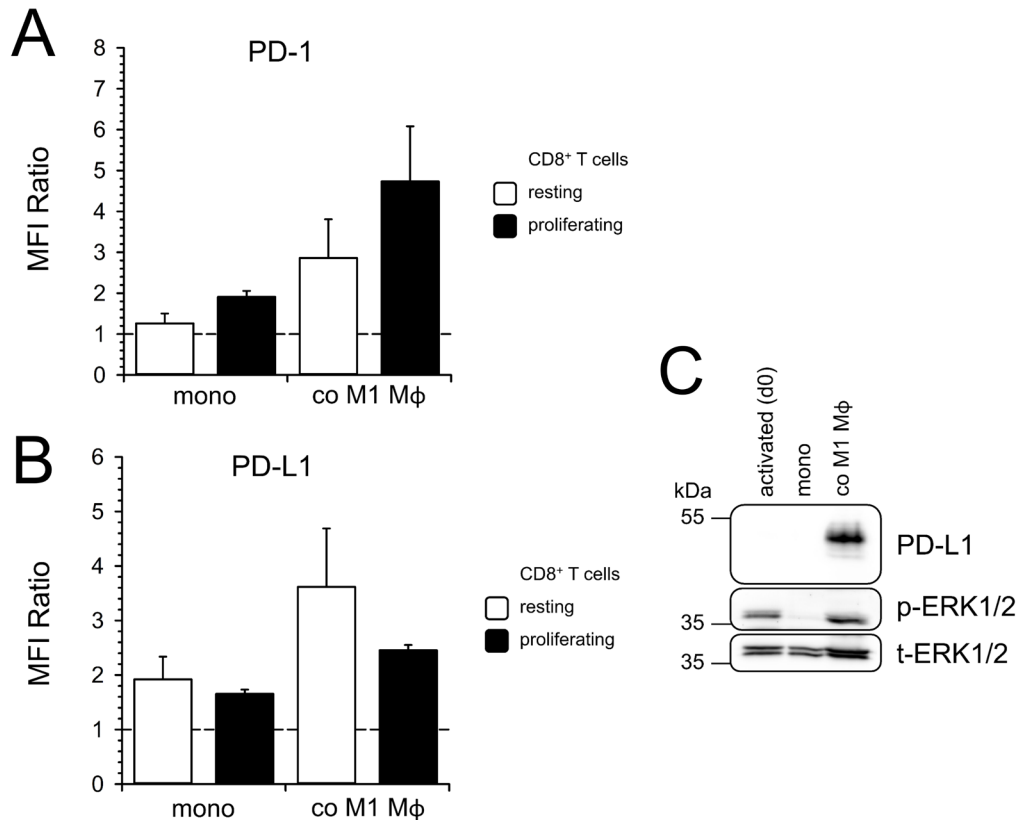 A
PD-1
8
7
6
5
4
3
2
1
0
MFI Ratio
mono
co M1 Mϕ
CD8⁺ T cells
resting
proliferating
B
PD-L1
6
5
4
3
2
1
0
MFI Ratio
mono
co M1 Mϕ
CD8⁺ T cells
resting
proliferating
C
activated (d0)
mono
co M1 Mϕ
kDa
55
PD-L1
35
p-ERK1/2
35
t-ERK1/2